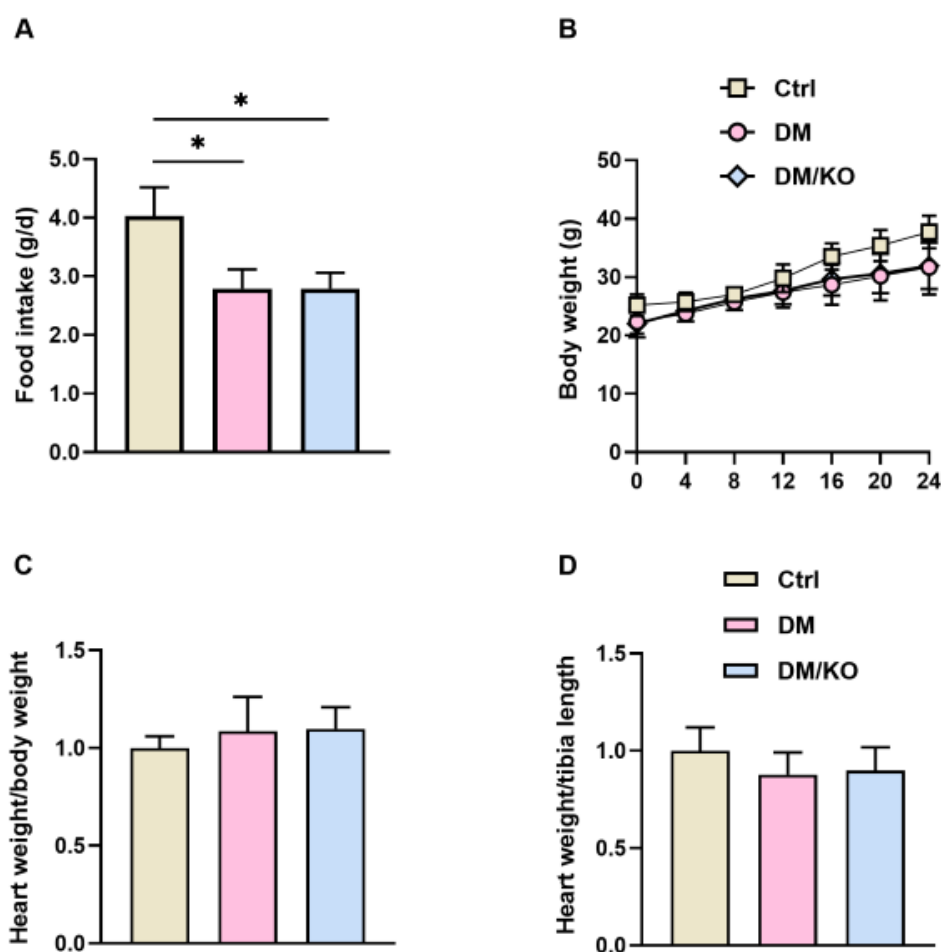 A
*
*
5.0
4.0
3.0
2.0
1.0
0.0
Food intake (g/d)
B
Ctrl
DM
DM/KO
50
40
30
20
10
0
Body weight (g)
0 4 8 12 16 20 24
C
1.5
1.0
0.5
0.0
Heart weight/body weight
D
Ctrl
DM
DM/KO
1.5
1.0
0.5
0.0
Heart weight/tibia length